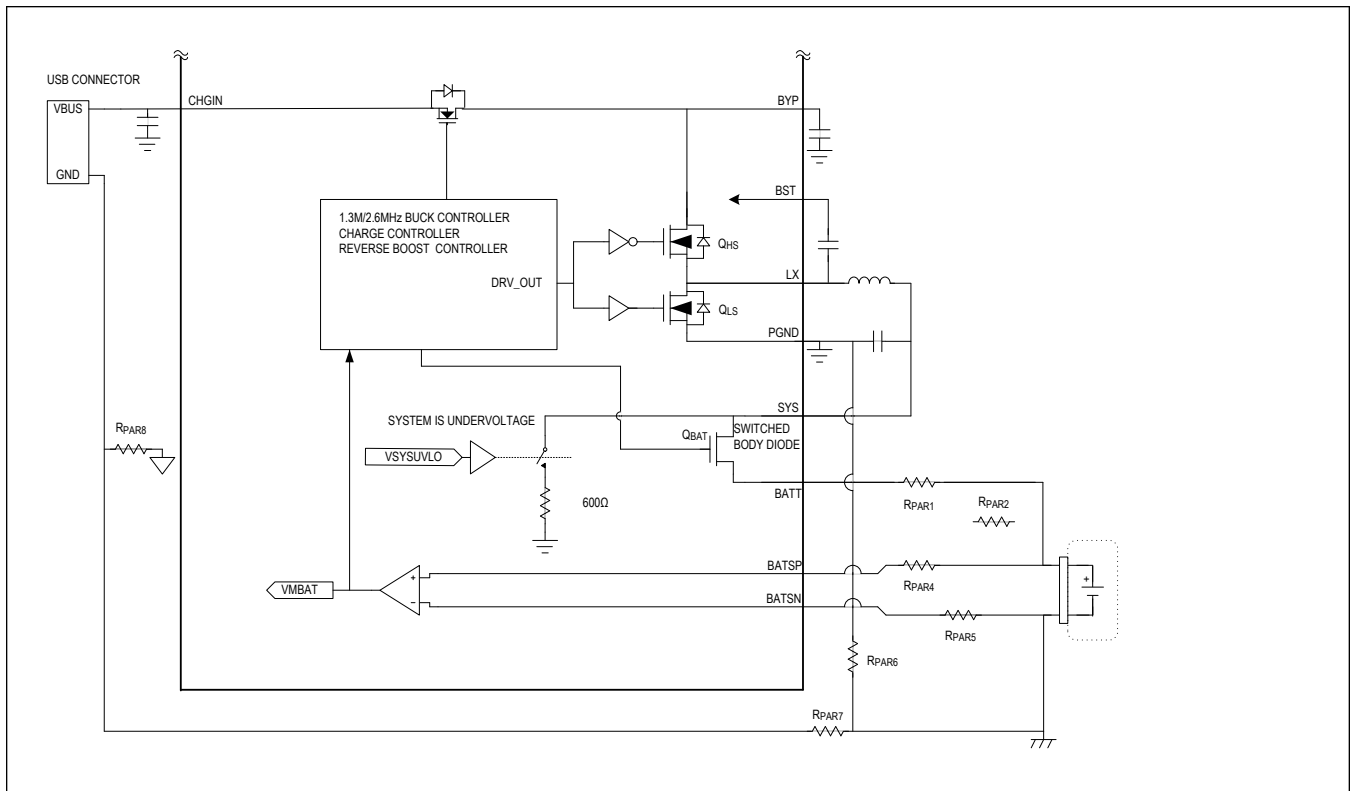 USB CONNECTOR
VBUS
CHGIN
BYP
GND
BST
1.3M/2.6MHz BUCK CONTROLLER
CHARGE CONTROLLER
REVERSE BOOST CONTROLLER
QHS
LX
DRV_OUT
QLS
PGND
SYS
SYSTEM IS UNDERVOLTAGE
RPAR8
QBAT
SWITCHED
BODY DIODE
VSYSUVLO
BATT
RPAR1
RPAR2
600Ω
BATSP
+
RPAR4
+
VMBAT
BATSN
−
RPAR5
RPAR6
RPAR7